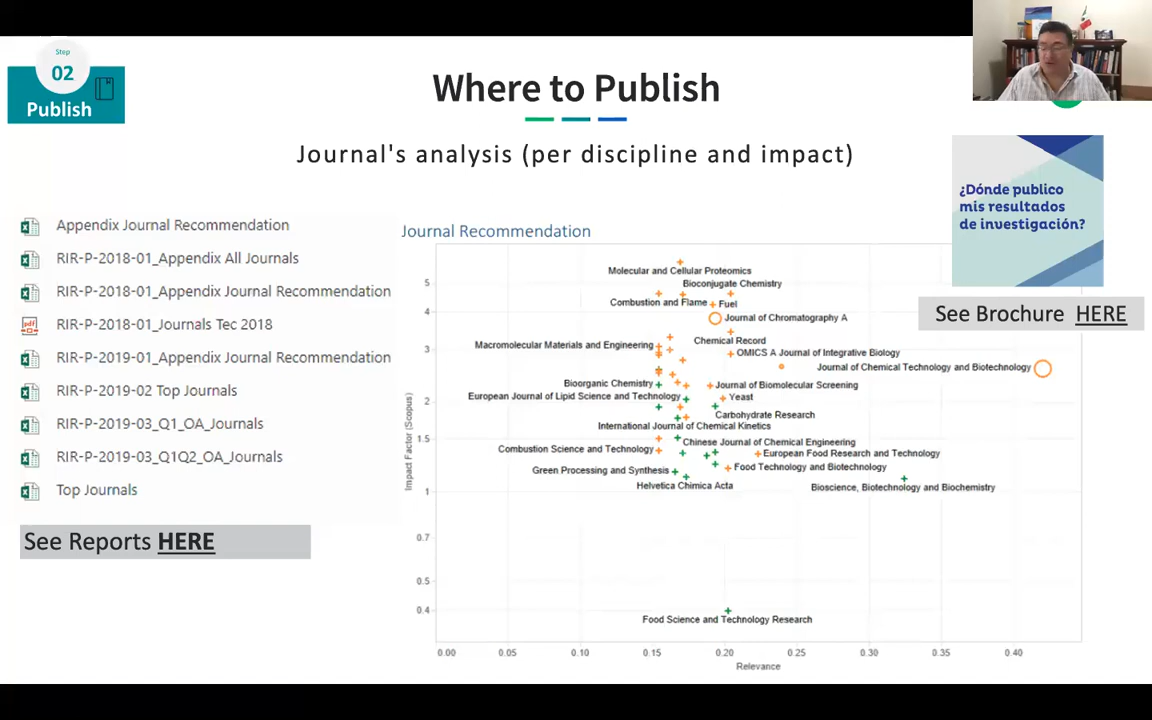 Step
02
Publish
Where to Publish
Journal's analysis (per discipline and impact)
¿Dónde publico
mis resultados
de investigación?
See Brochure HERE
Appendix Journal Recommendation
RIR-P-2018-01_Appendix All Journals
RIR-P-2018-01_Appendix Journal Recommendation
RIR-P-2018-01_Journals Tec 2018
RIR-P-2019-01_Appendix Journal Recommendation
RIR-P-2019-02 Top Journals
RIR-P-2019-03_Q1_OA_Journals
RIR-P-2019-03_Q1Q2_OA_Journals
Top Journals
See Reports HERE
Journal Recommendation
Molecular and Cellular Proteomics
Bioconjugate Chemistry
Combustion and Flame
Fuel
Journal of Chromatography A
Chemical Record
Macromolecular Materials and Engineering
OMICS A Journal of Integrative Biology
Journal of Chemical Technology and Biotechnology
Bioorganic Chemistry
Journal of Biomolecular Screening
European Journal of Lipid Science and Technology
Yeast
Carbohydrate Research
International Journal of Chemical Kinetics
Chinese Journal of Chemical Engineering
Combustion Science and Technology
European Food Research and Technology
Green Processing and Synthesis
Food Technology and Biotechnology
Helvetica Chimica Acta
Bioscience, Biotechnology and Biochemistry
Food Science and Technology Research
Impact Factor (Scopus)
5
4
3
2
1.5
1
0.7
0.5
0.4
0.00 0.05 0.10 0.15 0.20 0.25 0.30 0.35 0.40
Relevance